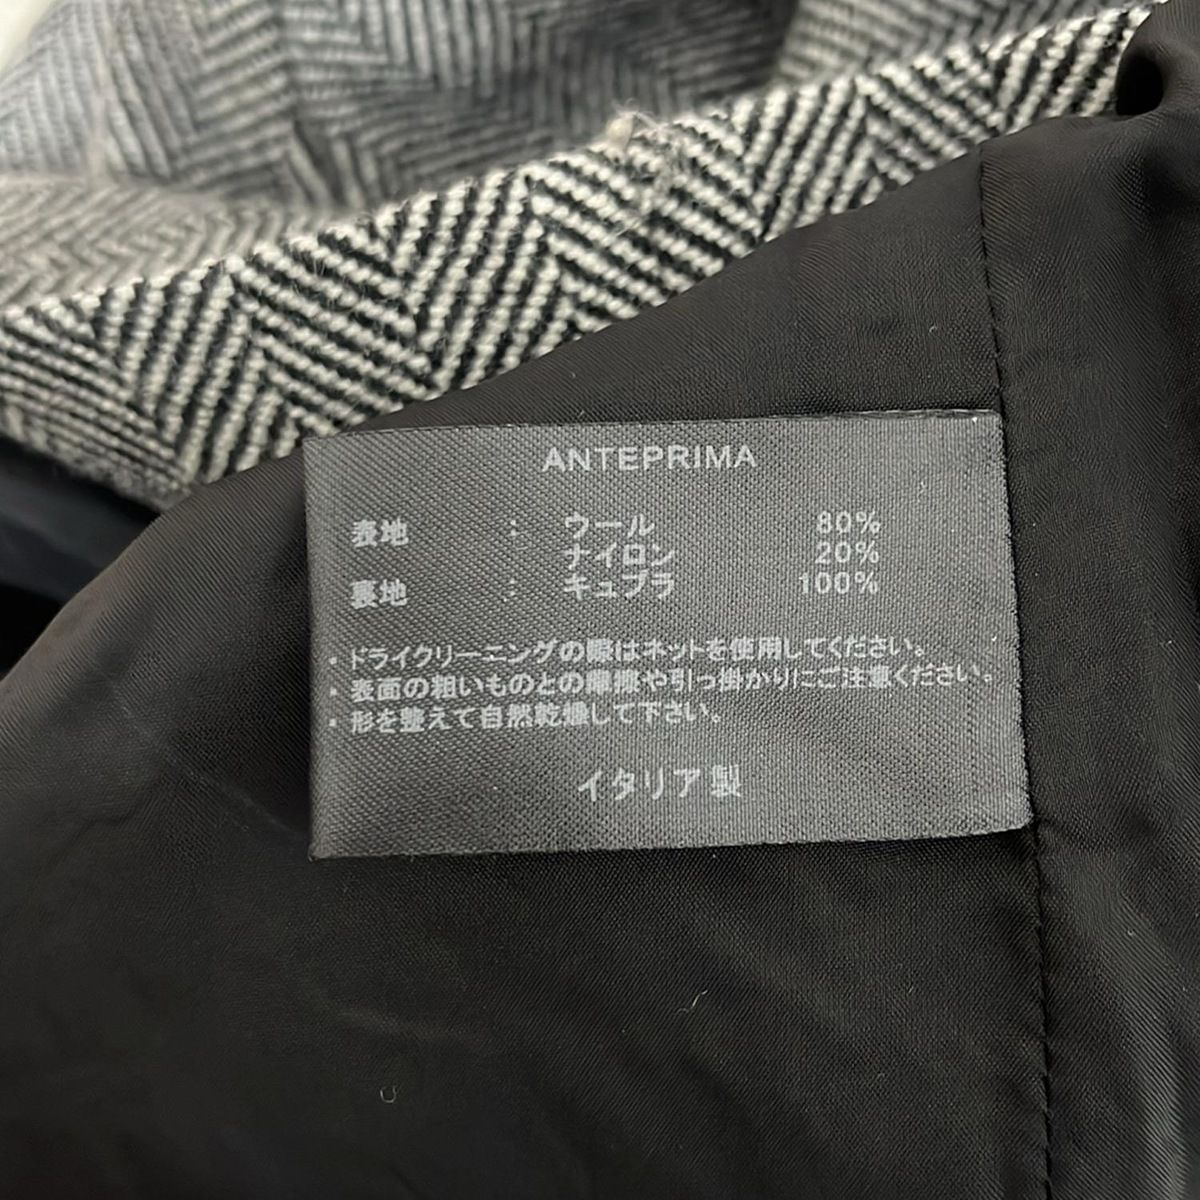 ANTEPRIMA
表地 : ウール 80%
ナイロン 20%
裏地 : キュプラ 100%
・ドライクリーニングの際はネットを使用してください。
・表面の粗いものとの摩擦や引っ掛かりにご注意ください。
・形を整えて自然乾燥して下さい。
イタリア製